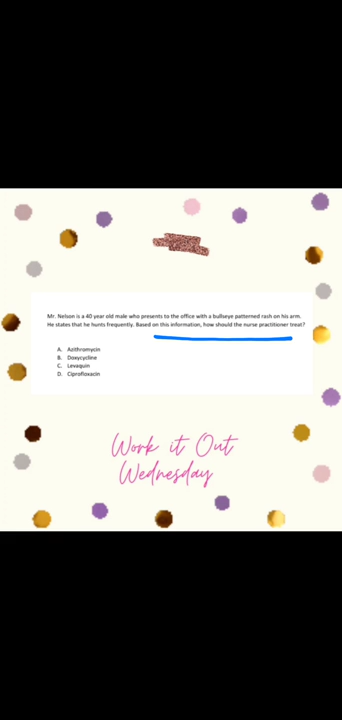 Mr. Nelson is a 40 year old male who presents to the office with a bullseye patterned rash on his arm.
He states that he hunts frequently. Based on this information, how should the nurse practitioner treat?
A. Azithromycin
B. Doxycycline
C. Levaquin
D. Ciprofloxacin
Work it Out
Wednesday